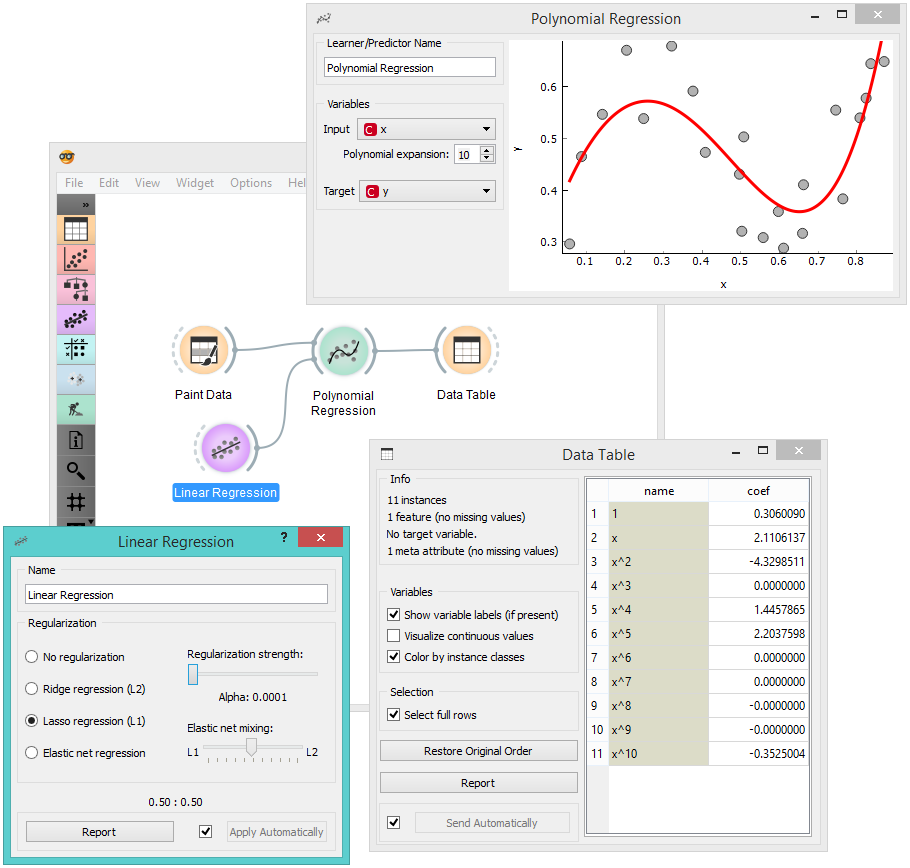 Polynomial Regression
Learner/Predictor Name
Polynomial Regression
Variables
Input C x
Polynomial expansion: 10
Target C y
y
0.6
0.5
0.4
0.3
0.1 0.2 0.3 0.4 0.5 0.6 0.7 0.8
x
File Edit View Widget Options Hel
»
Paint Data
Polynomial
Regression
Data Table
Linear Regression
Linear Regression
?
Name
Linear Regression
Regularization
No regularization
Ridge regression (L2)
Lasso regression (L1)
Elastic net regression
Regularization strength:
Alpha: 0.0001
Elastic net mixing:
L1 L2
0.50 : 0.50
Report
Apply Automatically
Data Table
Info
11 instances
1 feature (no missing values)
No target variable.
1 meta attribute (no missing values)
Variables
Show variable labels (if present)
Visualize continuous values
Color by instance classes
Selection
Select full rows
Restore Original Order
Report
Send Automatically
name coef
1 1 0.3060090
2 x 2.1106137
3 x^2 -4.3298511
4 x^3 0.0000000
5 x^4 1.4457865
6 x^5 2.2037598
7 x^6 0.0000000
8 x^7 0.0000000
9 x^8 -0.0000000
10 x^9 -0.0000000
11 x^10 -0.3525004